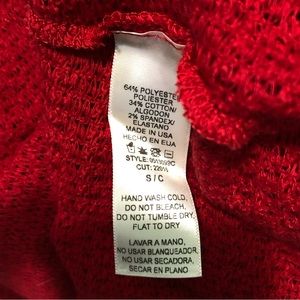 64% POLYESTER/
POLIESTER
34% COTTON/
ALGODON
2% SPANDEX/
ELASTANO
MADE IN USA
HECHO EN EUA
STYLE:
CUT:
S / C
HAND WASH COLD,
DO NOT BLEACH,
DO NOT TUMBLE DRY,
FLAT TO DRY
LAVAR A MANO,
NO USAR BLANQUEADOR,
NO USAR SECADORA,
SECAR EN PLANO